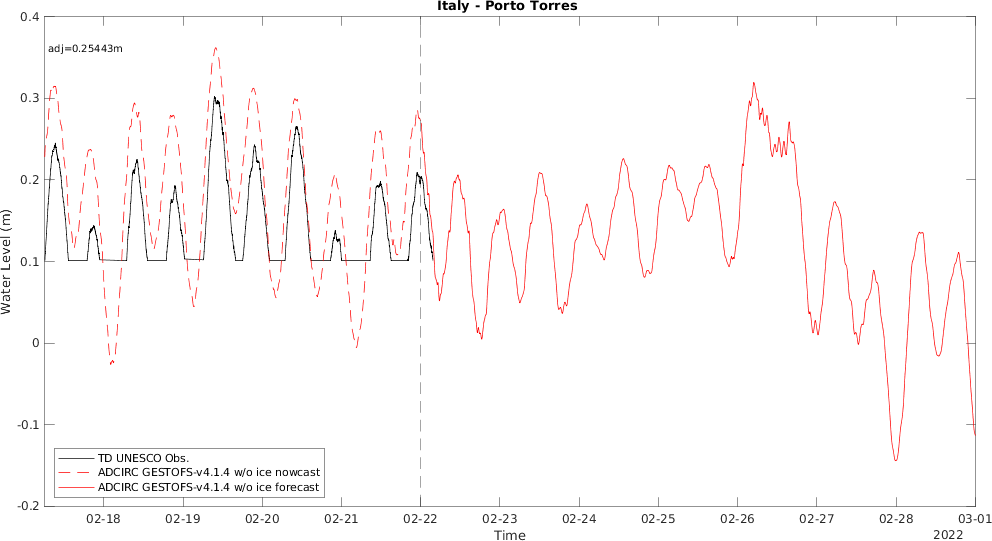 Italy - Porto Torres
adj=0.25443m
Water Level (m)
0.4
0.3
0.2
0.1
0
-0.1
-0.2
TD UNESCO Obs.
ADCIRC GESTOFS-v4.1.4 w/o ice nowcast
ADCIRC GESTOFS-v4.1.4 w/o ice forecast
02-18 02-19 02-20 02-21 02-22 02-23 02-24 02-25 02-26 02-27 02-28 03-01
Time
2022